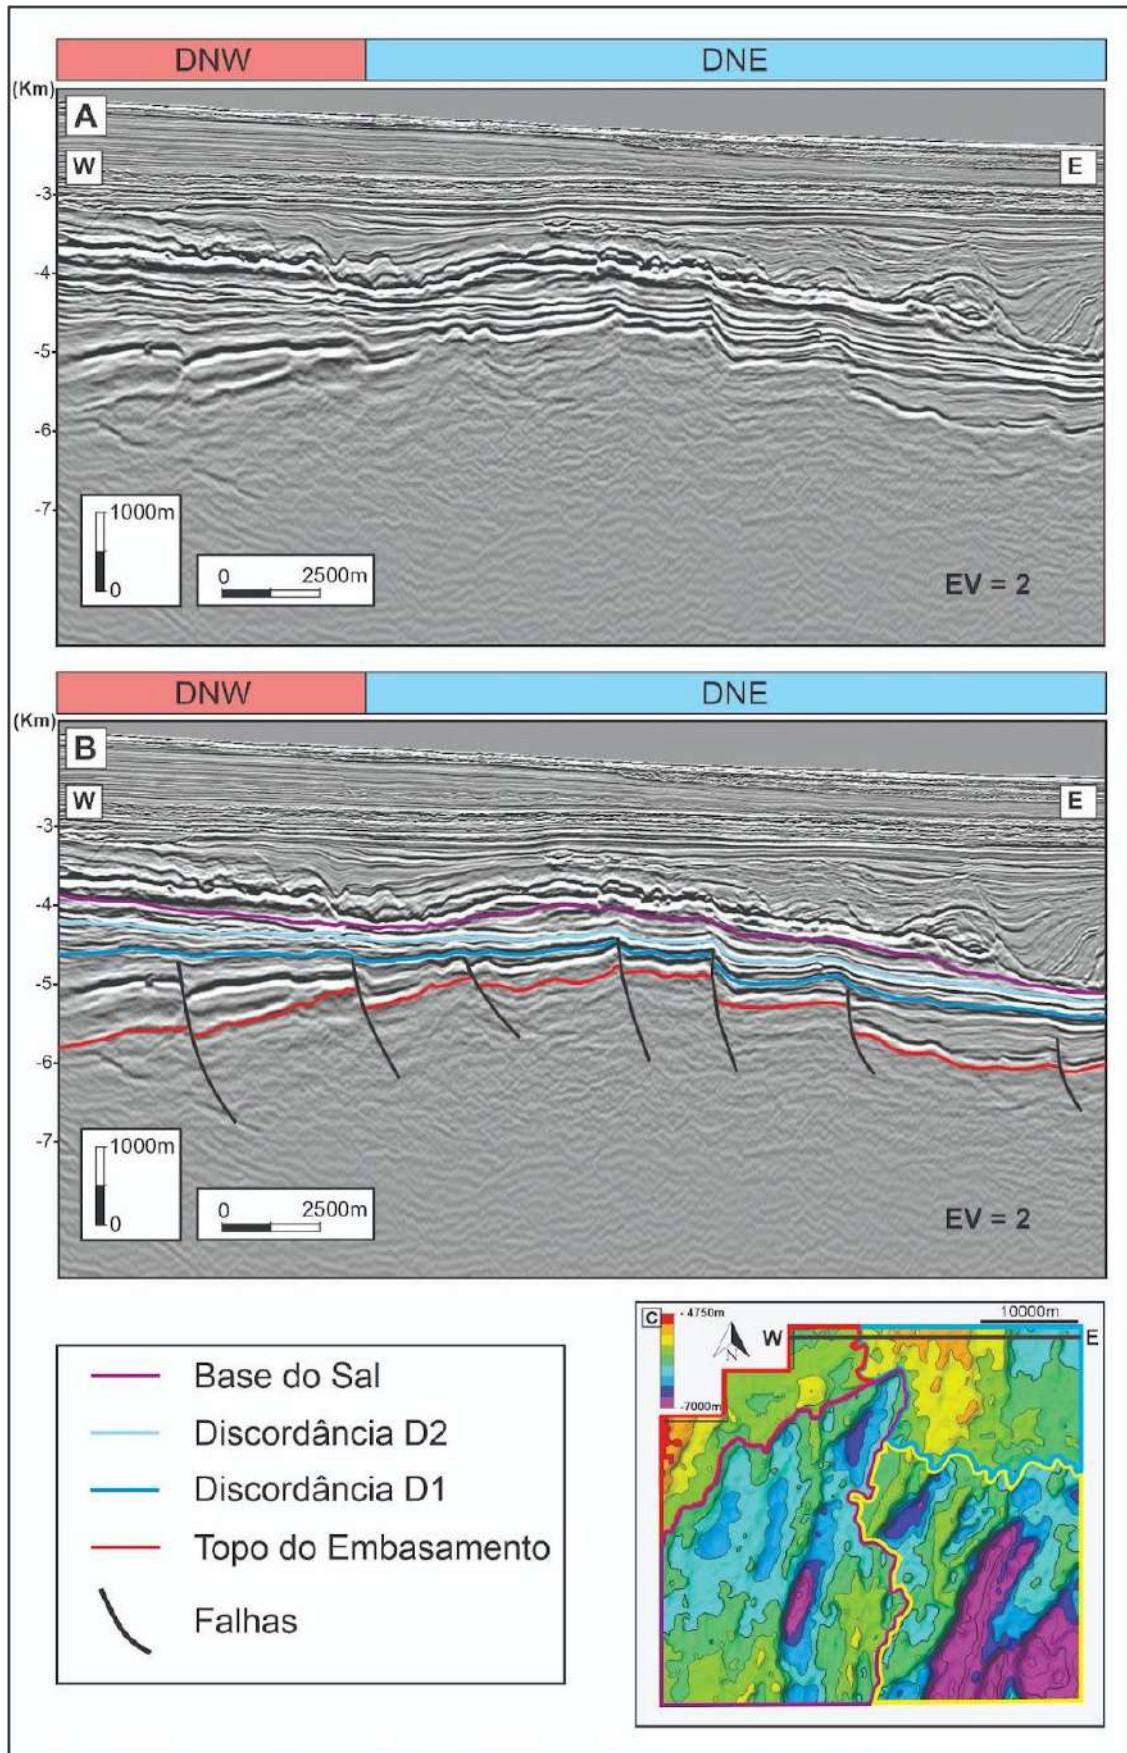 DNW DNE
(Km)
A
W E
-3
-4
-5
-6
-7
1000m
0
0 2500m
EV = 2
DNW DNE
(Km)
B
W E
-3
-4
-5
-6
-7
1000m
0
0 2500m
EV = 2
Base do Sal
Discordância D2
Discordância D1
Topo do Embasamento
Falhas
C
- 4750m
-7000m
N
10000m
W E